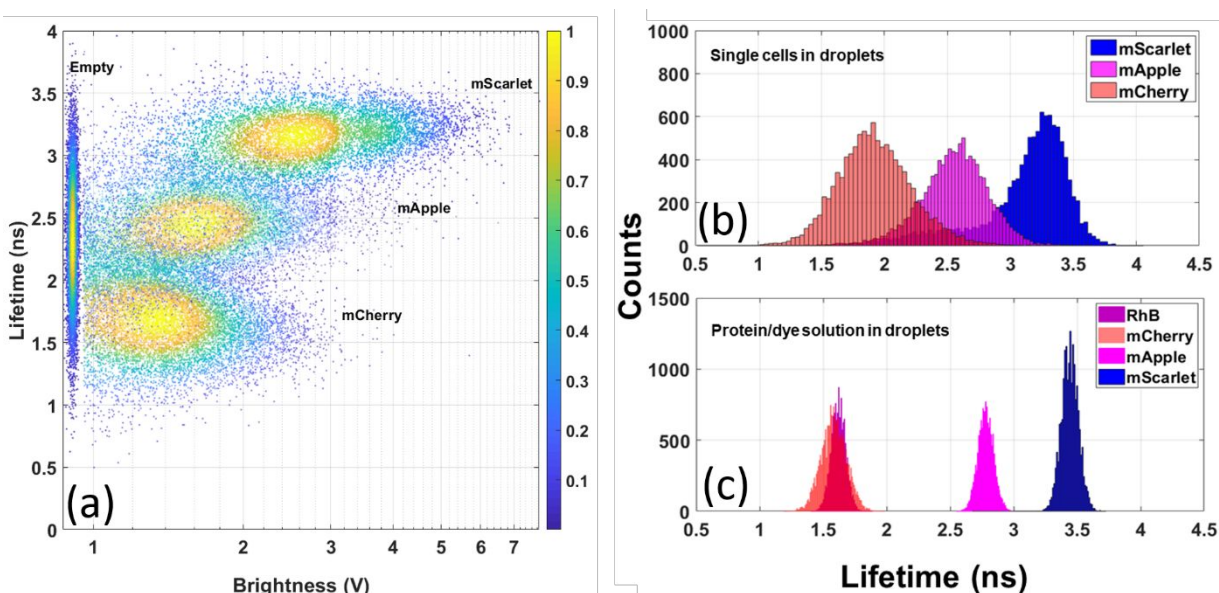 4
3.5
3
2.5
2
1.5
1
0.5
0
Lifetime (ns)
Empty
mScarlet
mApple
mCherry
(a)
1 2 3 4 5 6 7
Brightness (V)
1
0.9
0.8
0.7
0.6
0.5
0.4
0.3
0.2
0.1
Counts
1000
800
600
400
200
0
Single cells in droplets
mScarlet
mApple
mCherry
(b)
0.5 1 1.5 2 2.5 3 3.5 4 4.5
1500
1000
500
0
Protein/dye solution in droplets
RhB
mCherry
mApple
mScarlet
(c)
0.5 1 1.5 2 2.5 3 3.5 4 4.5
Lifetime (ns)